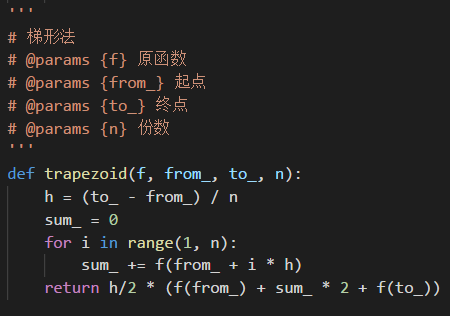 '''
# 梯形法
# @params {f} 原函数
# @params {from_} 起点
# @params {to_} 终点
# @params {n} 份数
'''
def trapezoid(f, from_, to_, n):
    h = (to_ - from_) / n
    sum_ = 0
    for i in range(1, n):
        sum_ += f(from_ + i * h)
    return h/2 * (f(from_) + sum_ * 2 + f(to_))